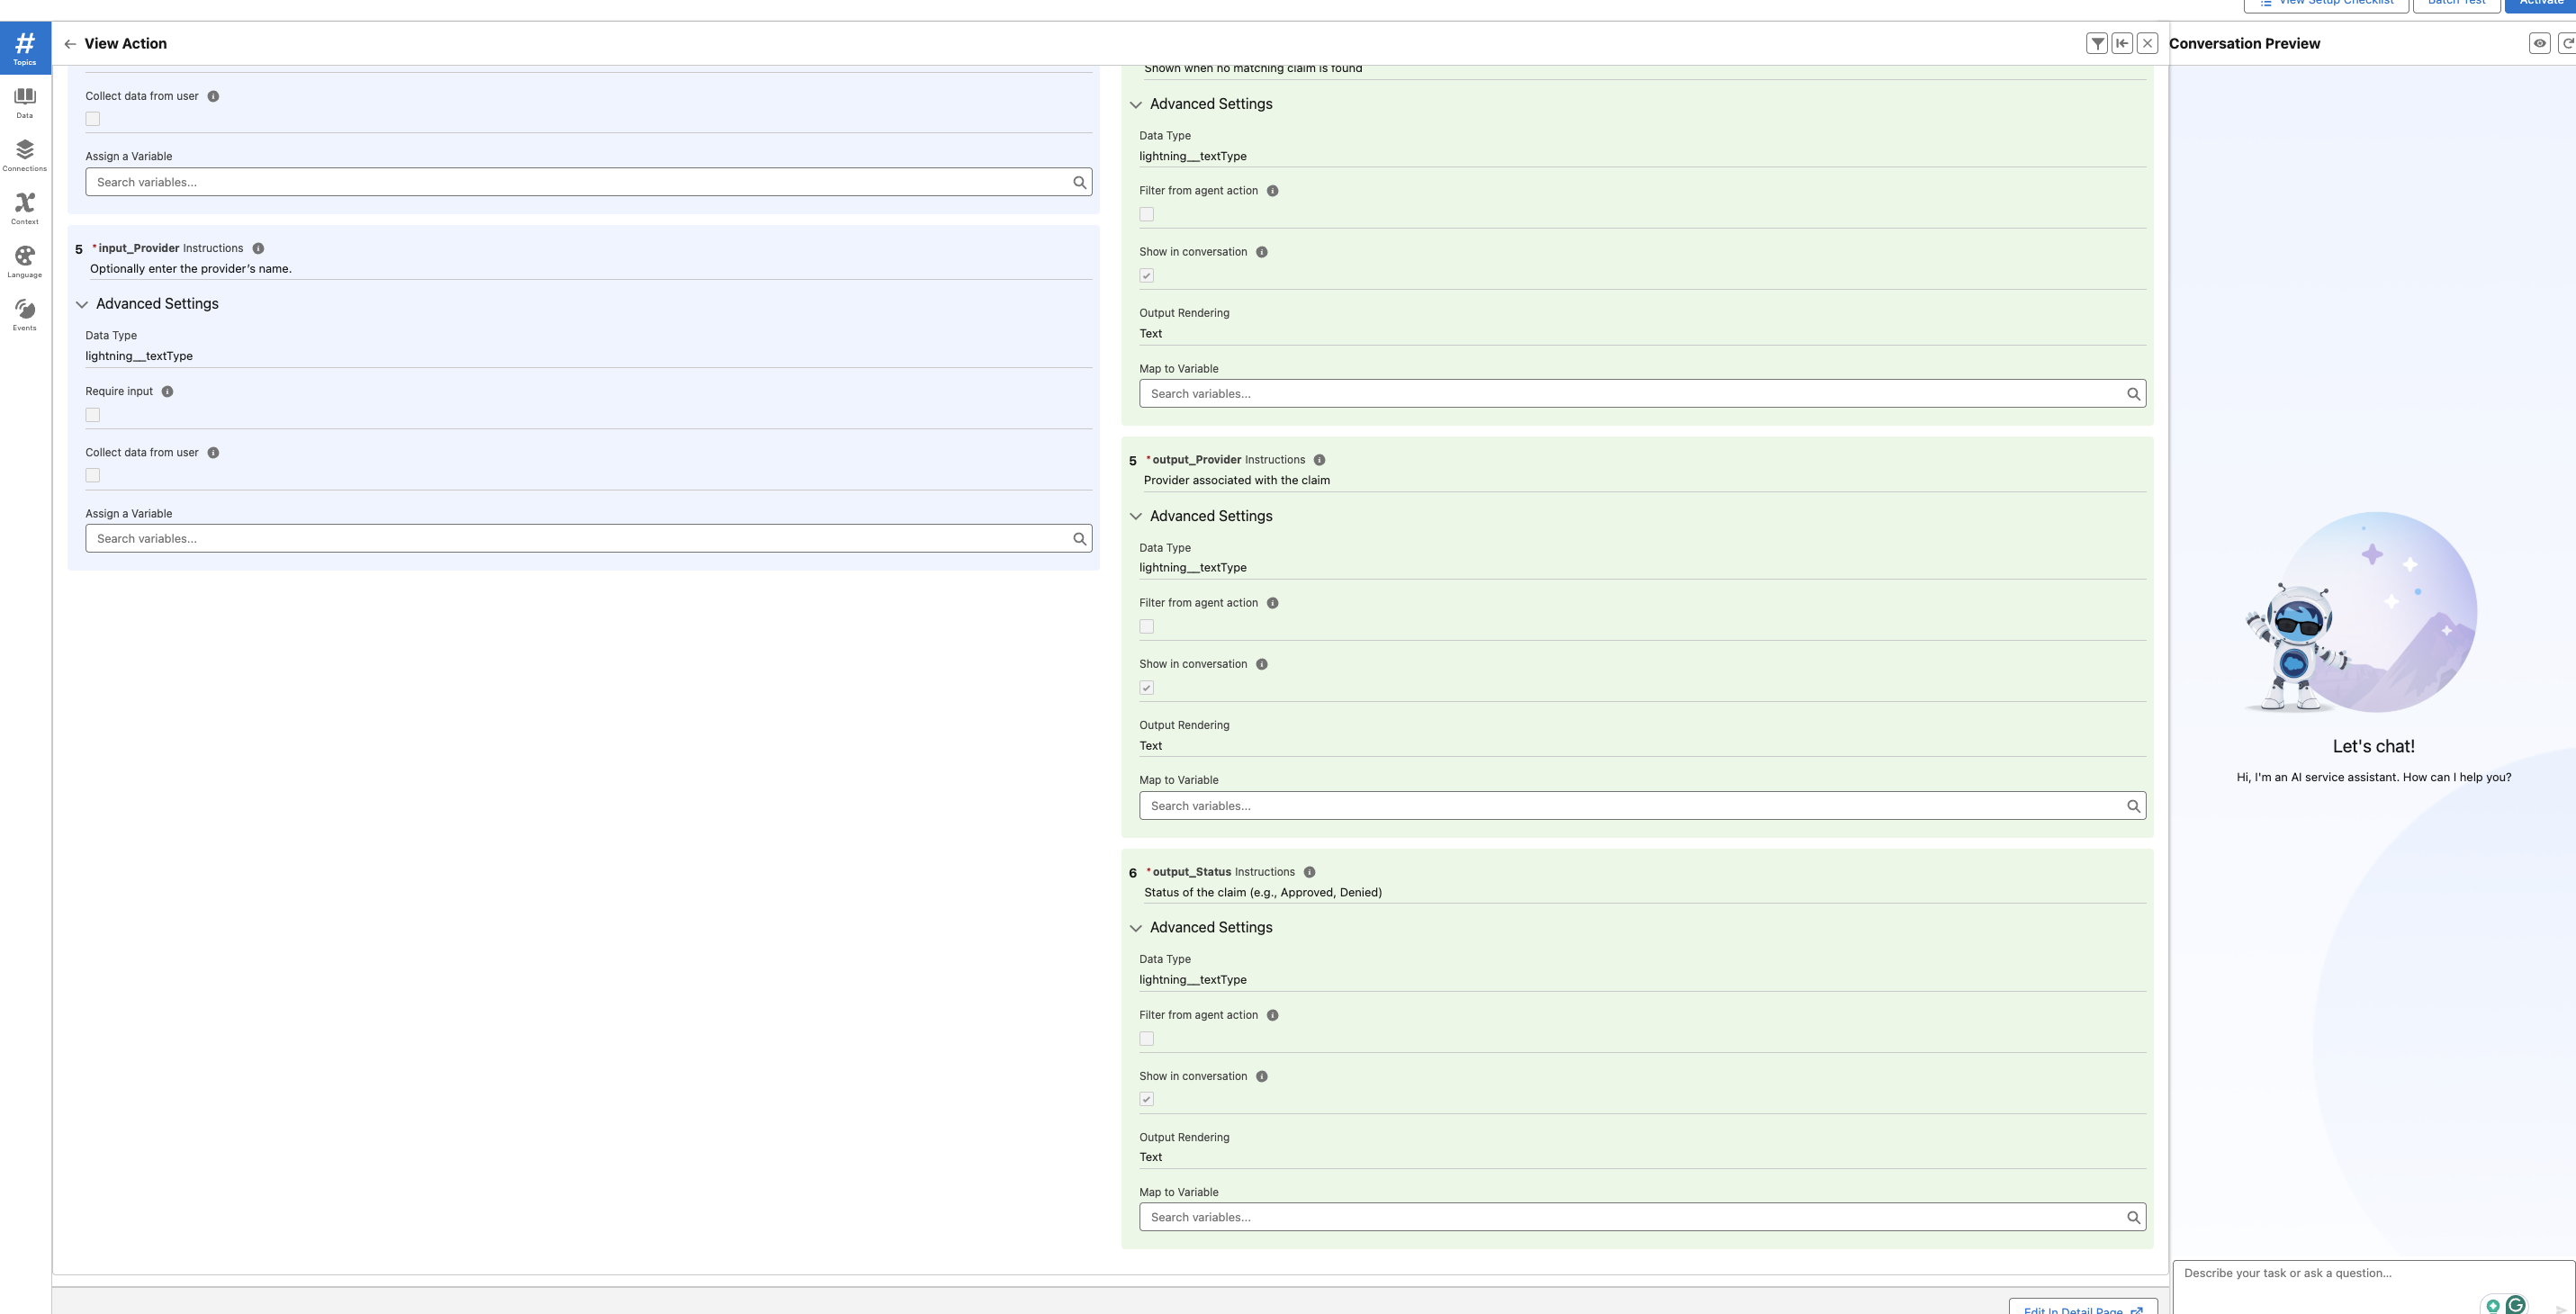 View Setup Checklist
Batch Test
Activate
Topics
Data
Connections
Context
Language
Events
View Action
Collect data from user
Assign a Variable
Search variables...
5 *input_Provider Instructions
Optionally enter the provider's name.
Advanced Settings
Data Type
lightning__textType
Require input
Collect data from user
Assign a Variable
Search variables...
Shown when no matching claim is found
Advanced Settings
Data Type
lightning__textType
Filter from agent action
Show in conversation
Output Rendering
Text
Map to Variable
Search variables...
5 *output_Provider Instructions
Provider associated with the claim
Advanced Settings
Data Type
lightning__textType
Filter from agent action
Show in conversation
Output Rendering
Text
Map to Variable
Search variables...
6 *output_Status Instructions
Status of the claim (e.g., Approved, Denied)
Advanced Settings
Data Type
lightning__textType
Filter from agent action
Show in conversation
Output Rendering
Text
Map to Variable
Search variables...
Edit In Detail Page
Conversation Preview
Let's chat!
Hi, I'm an AI service assistant. How can I help you?
Describe your task or ask a question...